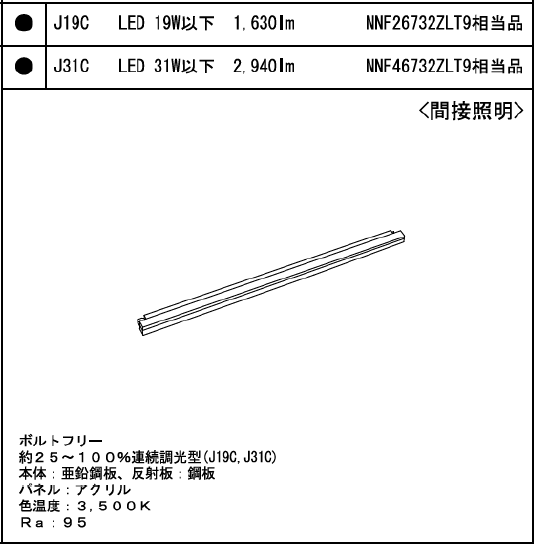 ● J19C LED 19W以下 1,630lm NNF26732ZLT9相当品
● J31C LED 31W以下 2,940lm NNF46732ZLT9相当品
<間接照明>
ボルトフリー
約25～100%連続調光型(J19C,J31C)
本体：亜鉛鋼板、反射板：鋼板
パネル：アクリル
色温度：3,500K
Ra：95